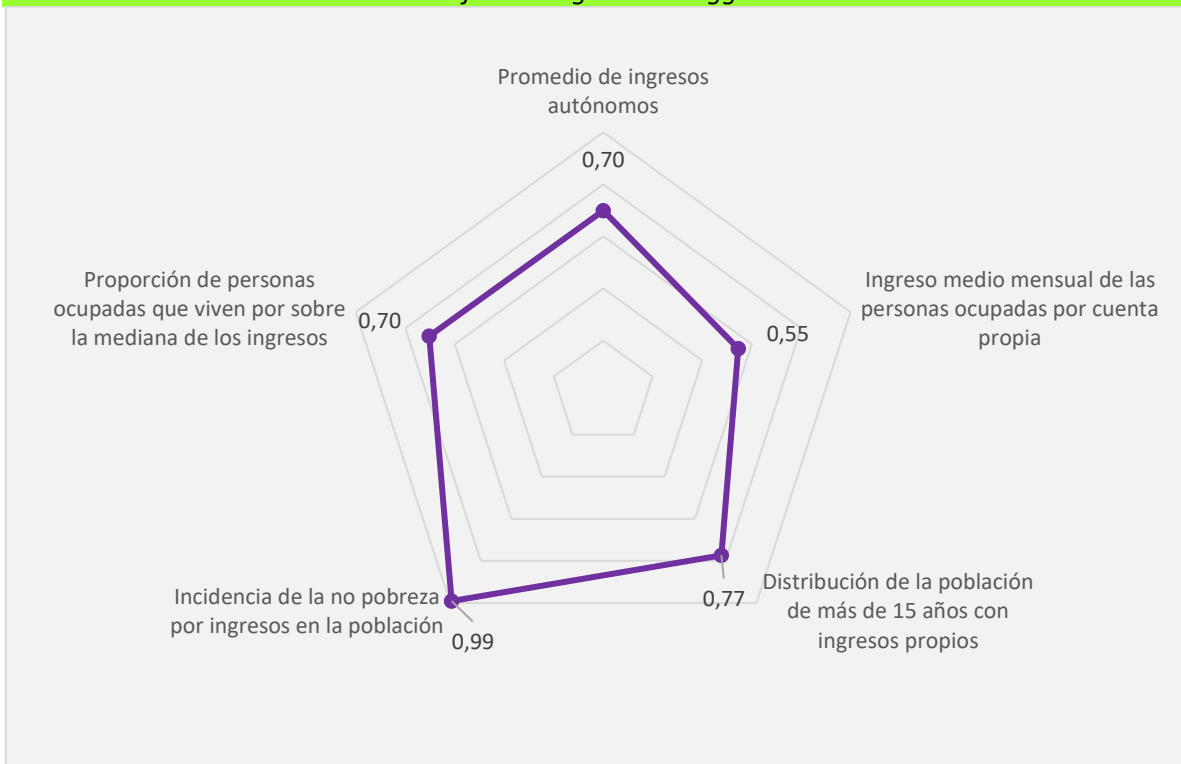 Promedio de ingresos
autónomos
0,70
Ingreso medio mensual de las
personas ocupadas por cuenta
propia
0,55
Distribución de la población
de más de 15 años con
ingresos propios
0,77
Incidencia de la no pobreza
por ingresos en la población
0,99
Proporción de personas
ocupadas que viven por sobre
la mediana de los ingresos
0,70